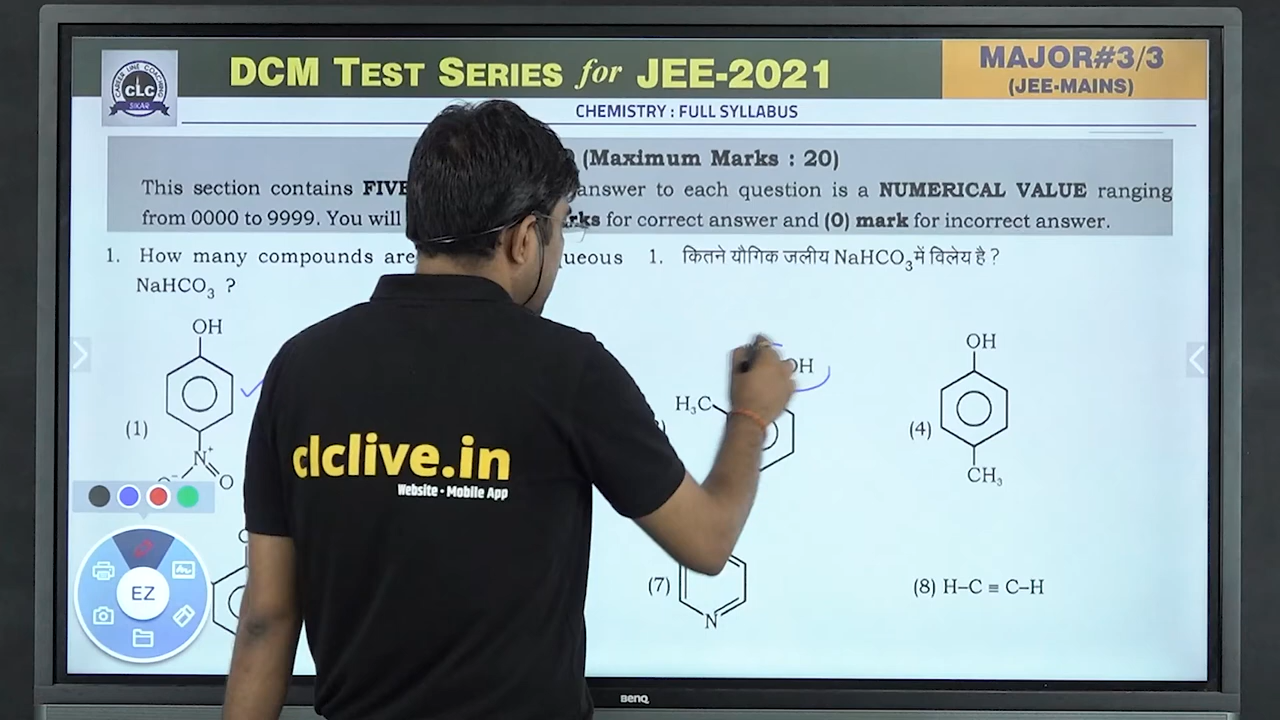 DCM TEST SERIES for JEE-2021
MAJOR#3/3
(JEE-MAINS)
CAREER LINE COACHING
CLC
SIKAR
CHEMISTRY : FULL SYLLABUS
(Maximum Marks : 20)
This section contains FIVE answer to each question is a NUMERICAL VALUE ranging
from 0000 to 9999. You will for correct answer and (0) mark for incorrect answer.
1. How many compounds are
NaHCO₃ ?
1. कितने यौगिक जलीय NaHCO₃ में विलेय है ?
OH
(1)
N⁺
O⁻
O
OH
H₃C
OH
(4)
CH₃
(7)
N
(8) H–C ≡ C–H
EZ
clclive.in
Website • Mobile App
BenQ